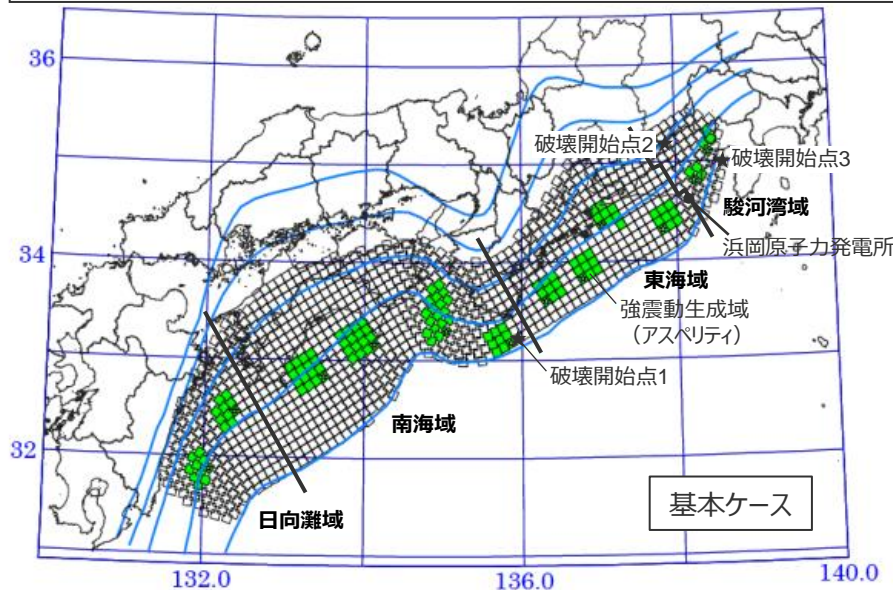 36
破壊開始点2
破壊開始点3
駿河湾域
34
浜岡原子力発電所
東海域
強震動生成域
（アスペリティ）
破壊開始点1
南海域
32
基本ケース
日向灘域
132.0
136.0
140.0